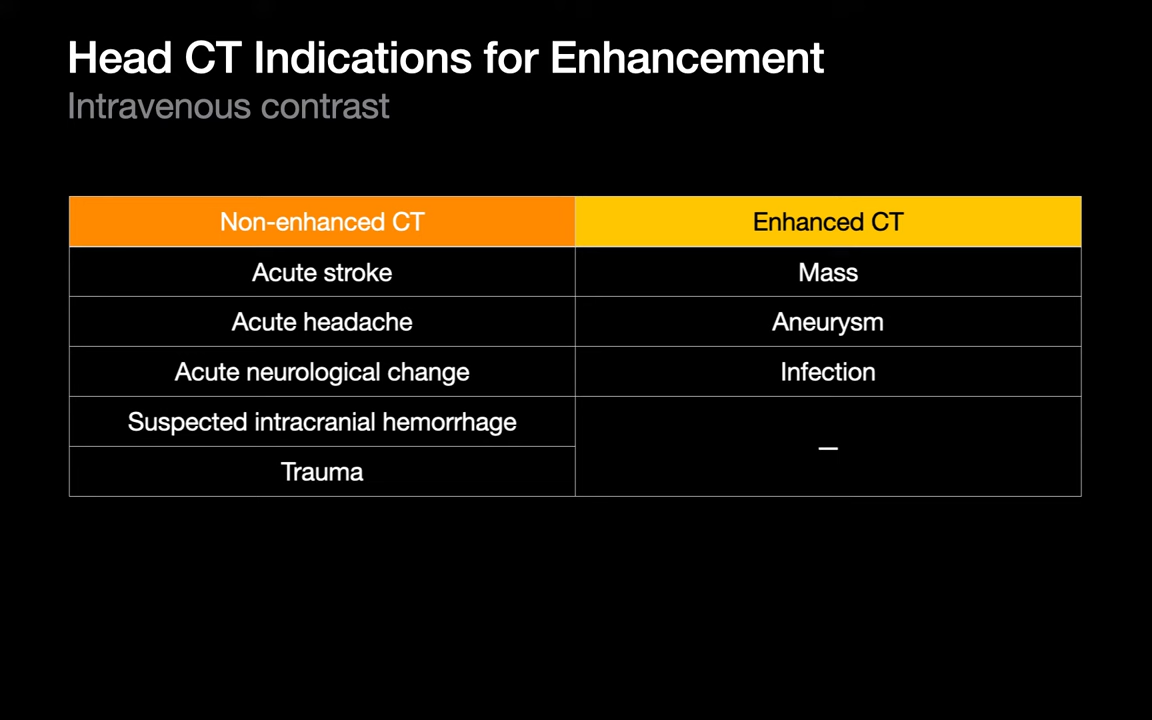 Head CT Indications for Enhancement
Intravenous contrast
Non-enhanced CT
Enhanced CT
Acute stroke
Mass
Acute headache
Aneurysm
Acute neurological change
Infection
Suspected intracranial hemorrhage
—
Trauma